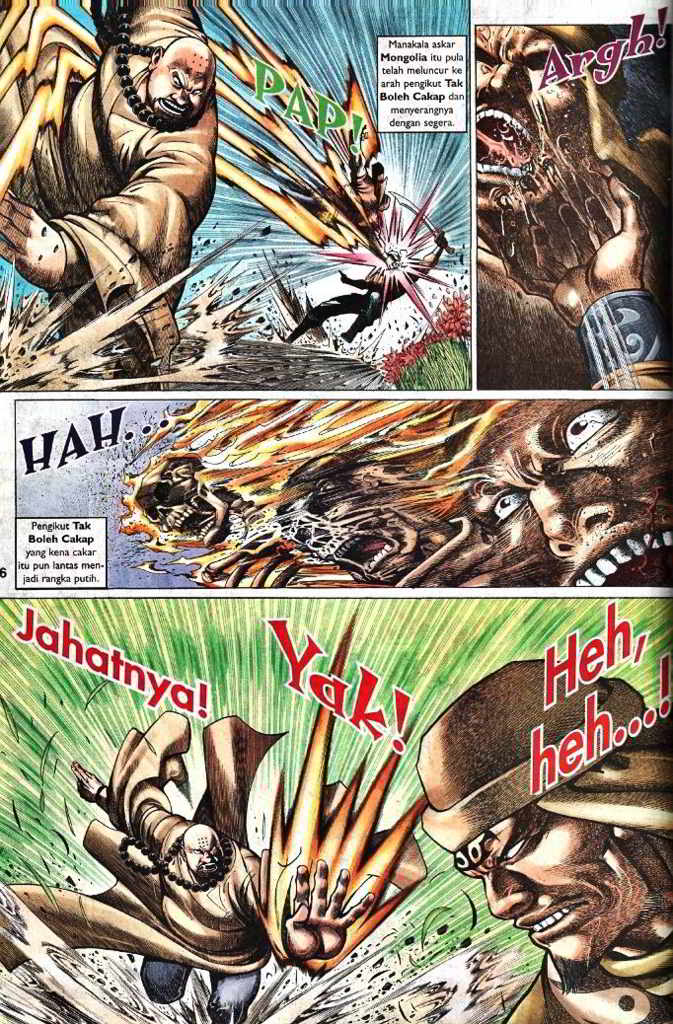 PAP!
Manakala askar
Mongolia itu pula
telah meluncur ke
arah pengikut Tak
Boleh Cakap dan
menyerangnya
dengan segera.
Argh!
HAH...
Pengikut Tak
Boleh Cakap
yang kena cakar
itu pun lantas men-
jadi rangka putih.
6
Jahatnya!
Yak!
Heh,
heh....!